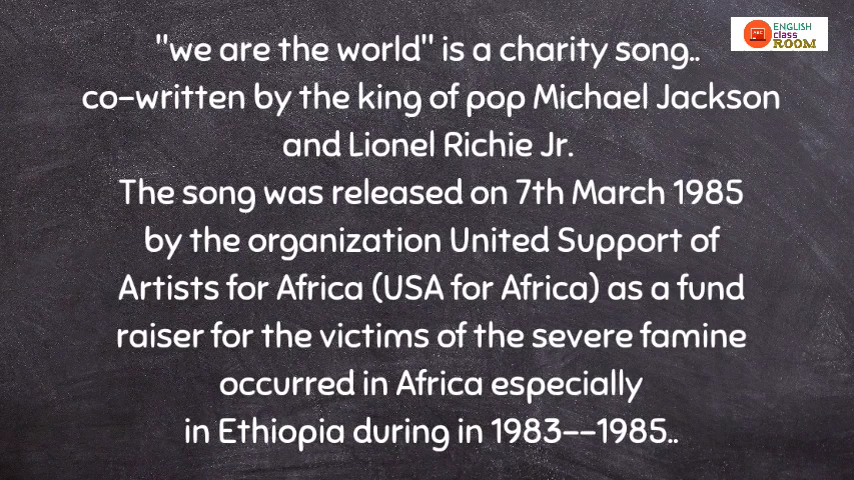 ENGLISH
class
ROOM
"we are the world" is a charity song..
co-written by the king of pop Michael Jackson
and Lionel Richie Jr.
The song was released on 7th March 1985
by the organization United Support of
Artists for Africa (USA for Africa) as a fund
raiser for the victims of the severe famine
occurred in Africa especially
in Ethiopia during in 1983--1985..